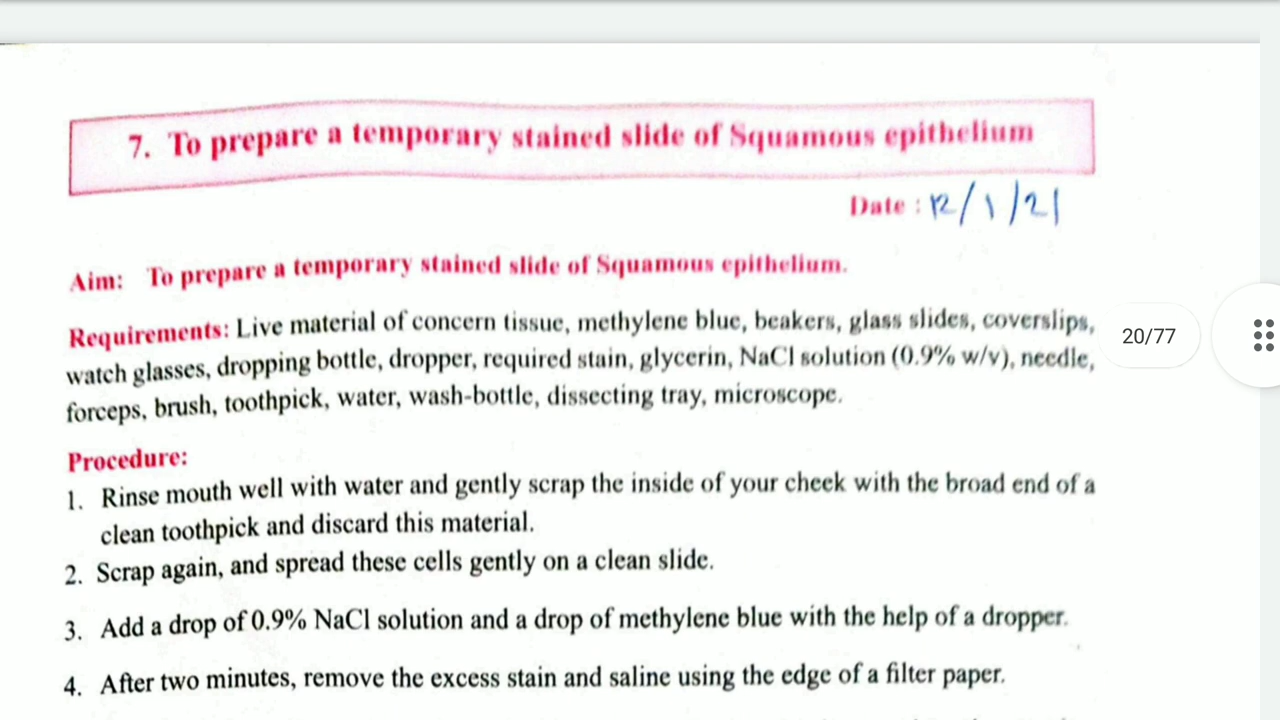 7. To prepare a temporary stained slide of Squamous epithelium
Date : 12/1/21
Aim: To prepare a temporary stained slide of Squamous epithelium.
Requirements: Live material of concern tissue, methylene blue, beakers, glass slides, coverslips,
watch glasses, dropping bottle, dropper, required stain, glycerin, NaCl solution (0.9% w/v), needle,
forceps, brush, toothpick, water, wash-bottle, dissecting tray, microscope.
20/77
Procedure:
1. Rinse mouth well with water and gently scrap the inside of your cheek with the broad end of a
clean toothpick and discard this material.
2. Scrap again, and spread these cells gently on a clean slide.
3. Add a drop of 0.9% NaCl solution and a drop of methylene blue with the help of a dropper.
4. After two minutes, remove the excess stain and saline using the edge of a filter paper.